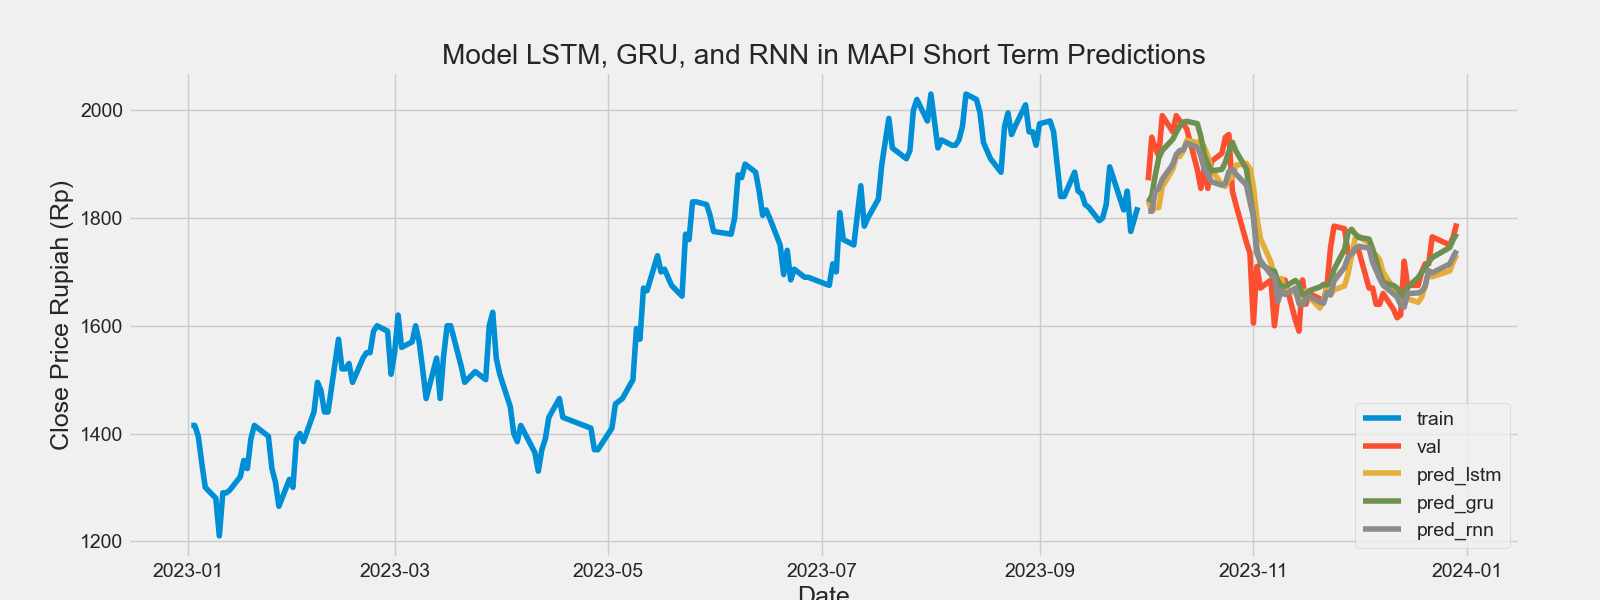 Model LSTM, GRU, and RNN in MAPI Short Term Predictions
Close Price Rupiah (Rp)
2000
1800
1600
1400
1200
2023-01 2023-03 2023-05 2023-07 2023-09 2023-11 2024-01
Date
train
val
pred_lstm
pred_gru
pred_rnn